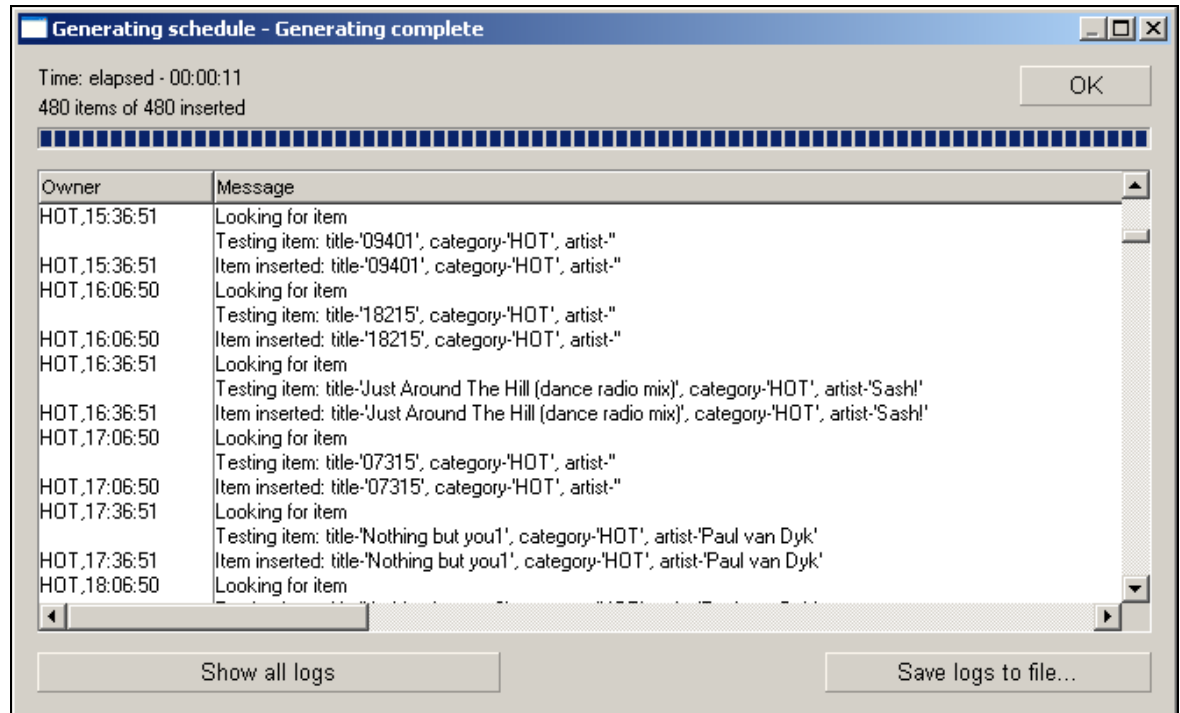 Generating schedule - Generating complete
Time: elapsed - 00:00:11
OK
480 items of 480 inserted
Owner Message
HOT,15:36:51 Looking for item
Testing item: title-'09401', category-'HOT', artist-''
HOT,15:36:51 Item inserted: title-'09401', category-'HOT', artist-''
HOT,16:06:50 Looking for item
Testing item: title-'18215', category-'HOT', artist-''
HOT,16:06:50 Item inserted: title-'18215', category-'HOT', artist-''
HOT,16:36:51 Looking for item
Testing item: title-'Just Around The Hill (dance radio mix)', category-'HOT', artist-'Sash!'
HOT,16:36:51 Item inserted: title-'Just Around The Hill (dance radio mix)', category-'HOT', artist-'Sash!'
HOT,17:06:50 Looking for item
Testing item: title-'07315', category-'HOT', artist-''
HOT,17:06:50 Item inserted: title-'07315', category-'HOT', artist-''
HOT,17:36:51 Looking for item
Testing item: title-'Nothing but you1', category-'HOT', artist-'Paul van Dyk'
HOT,17:36:51 Item inserted: title-'Nothing but you1', category-'HOT', artist-'Paul van Dyk'
HOT,18:06:50 Looking for item
Show all logs
Save logs to file...